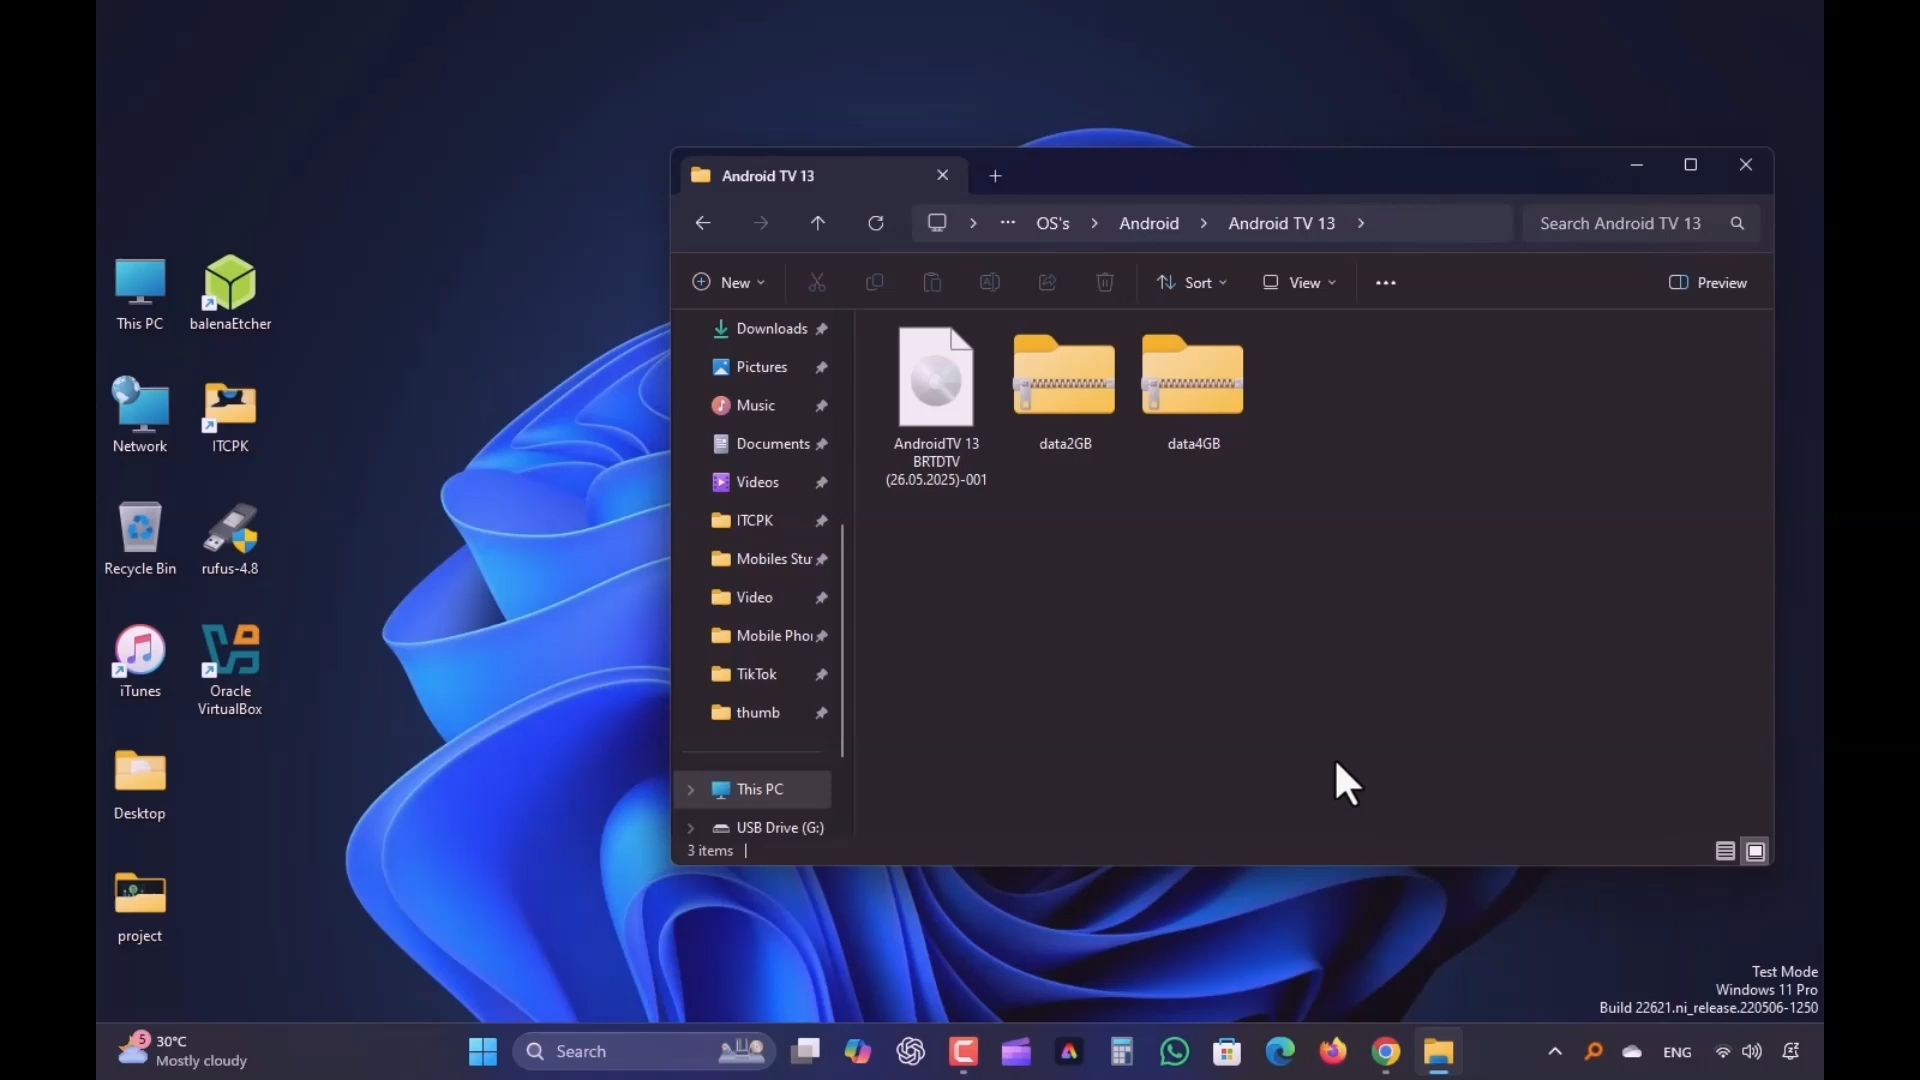 This PC
balenaEtcher
Network
ITCPK
Recycle Bin
rufus-4.8
iTunes
Oracle
VirtualBox
Desktop
project
Android TV 13
OS's
Android
Android TV 13
Search Android TV 13
New
Sort
View
Preview
Downloads
Pictures
Music
Documents
Videos
ITCPK
Mobiles Stu
Video
Mobile Pho
TikTok
thumb
This PC
USB Drive (G:)
AndroidTV 13
BRTDTV
(26.05.2025)-001
data2GB
data4GB
3 items
Test Mode
Windows 11 Pro
Build 22621.ni_release.220506-1250
5
30°C
Mostly cloudy
Search
ENG